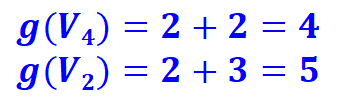 g(V₄) = 2 + 2 = 4
g(V₂) = 2 + 3 = 5